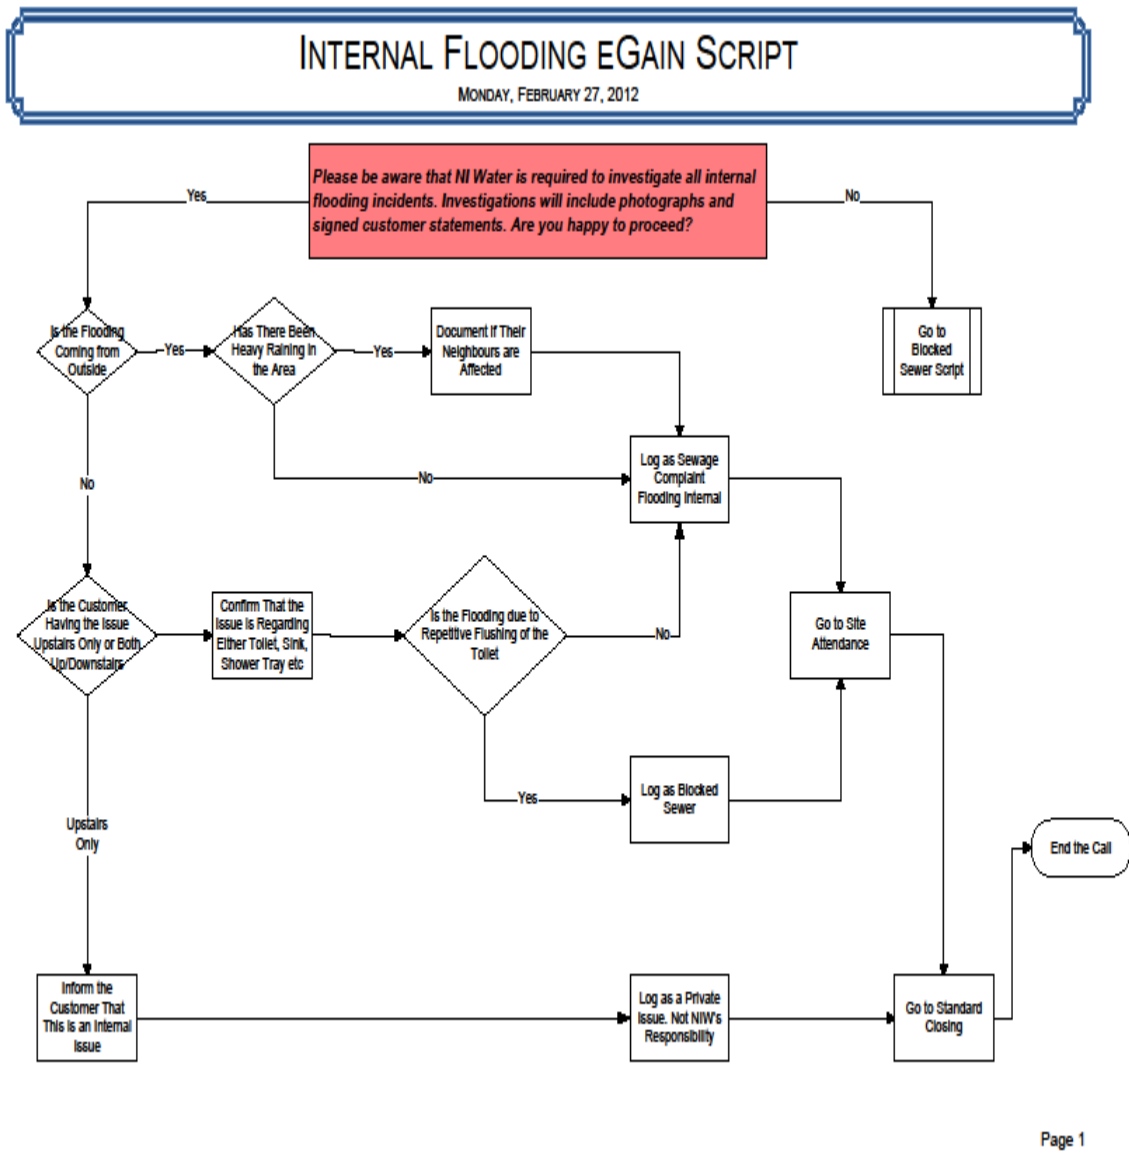 INTERNAL FLOODING EGAIN SCRIPT
MONDAY, FEBRUARY 27, 2012
Please be aware that NI Water is required to investigate all internal
flooding incidents. Investigations will include photographs and
signed customer statements. Are you happy to proceed?
Yes
No
Is the Flooding
Coming from
Outside
Yes
Has There Been
Heavy Raining in
the Area
Yes
Document If Their
Neighbours are
Affected
Go to
Blocked
Sewer Script
No
No
Log as Sewage
Complaint
Flooding Internal
Is the Customer
Having the Issue
Upstairs Only or Both
Up/Downstairs
Confirm That the
Issue is Regarding
Either Toilet, Sink,
Shower Tray etc
Is the Flooding due to
Repetitive Flushing of the
Toilet
No
Go to Site
Attendance
Yes
Log as Blocked
Sewer
Upstairs
Only
End the Call
Inform the
Customer That
This is an Internal
Issue
Log as a Private
Issue. Not NIW's
Responsibility
Go to Standard
Closing
Page 1